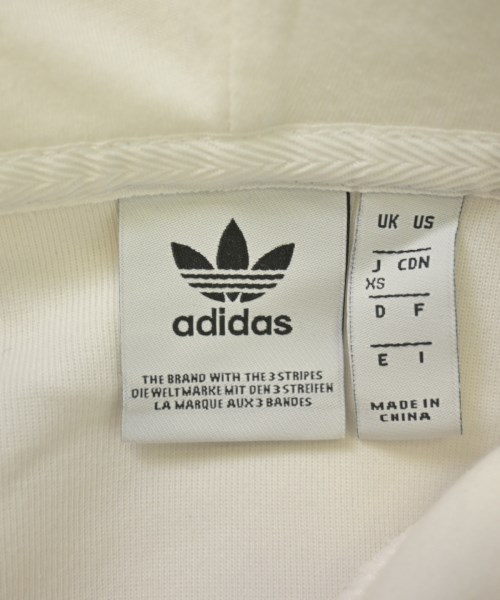 adidas
THE BRAND WITH THE 3 STRIPES
DIE WELTMARKE MIT DEN 3 STREIFEN
LA MARQUE AUX 3 BANDES
UK US
J CDN
XS
D F
E I
MADE IN
CHINA